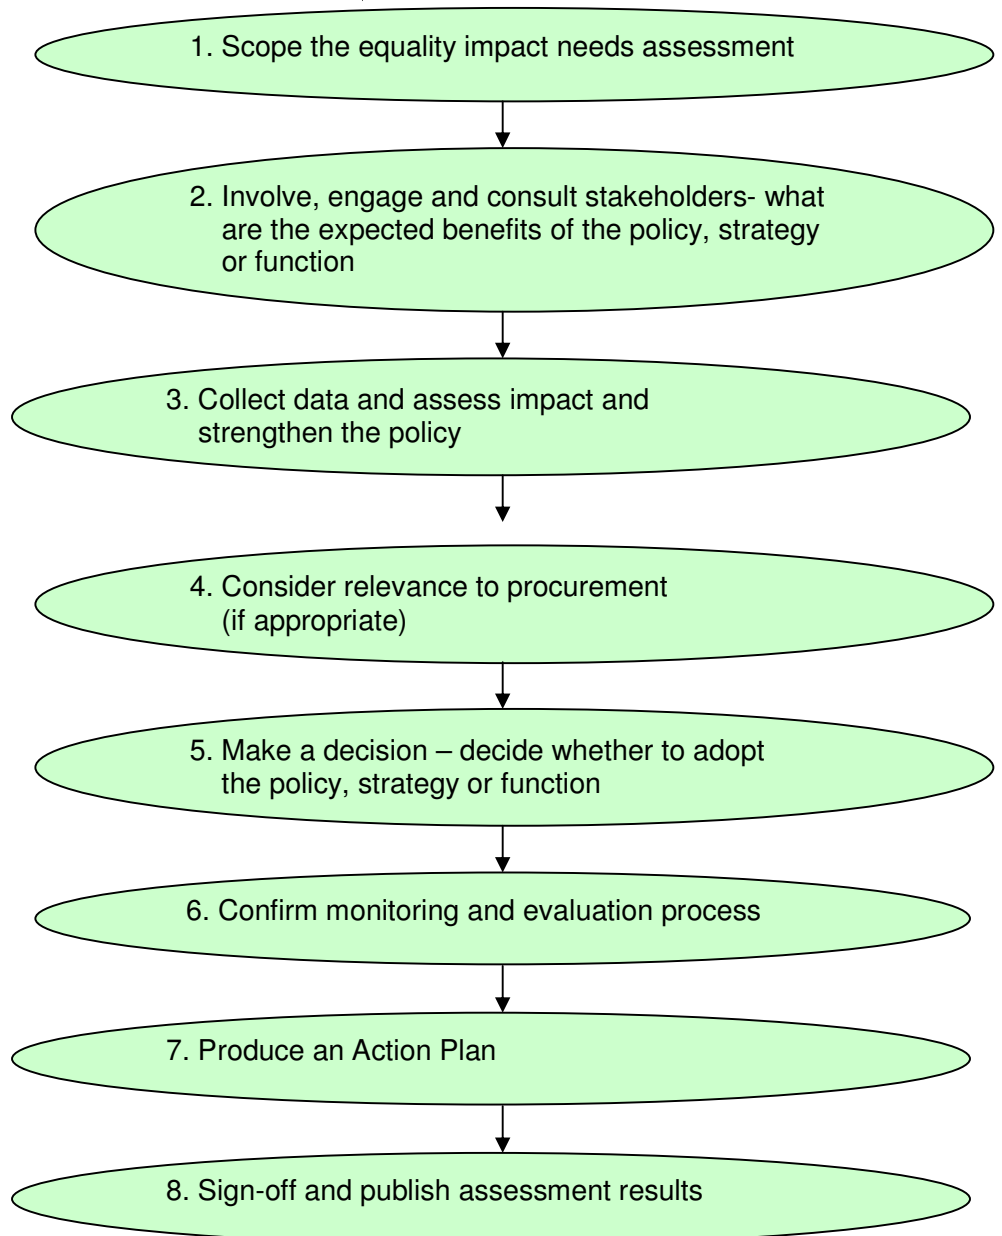 1. Scope the equality impact needs assessment
2. Involve, engage and consult stakeholders- what
are the expected benefits of the policy, strategy
or function
3. Collect data and assess impact and
strengthen the policy
4. Consider relevance to procurement
(if appropriate)
5. Make a decision – decide whether to adopt
the policy, strategy or function
6. Confirm monitoring and evaluation process
7. Produce an Action Plan
8. Sign-off and publish assessment results